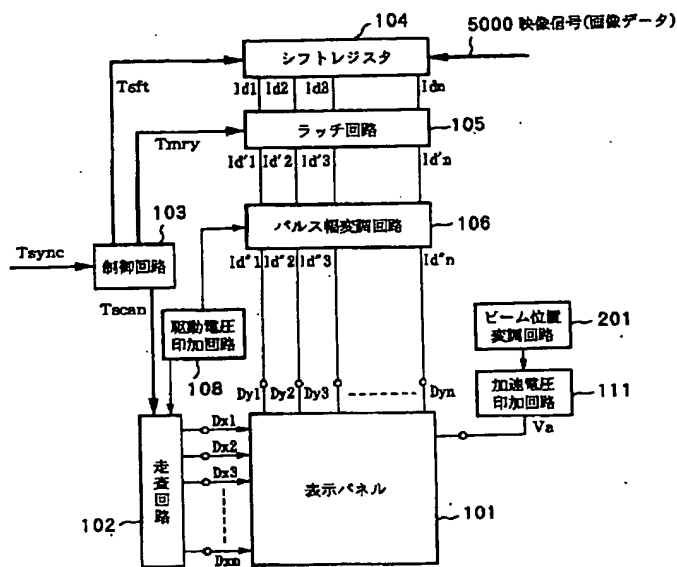 104
5000 映像信号(画像データ)
シフトレジスタ
Tsft
Id1 Id2 Id3 Idn
ラッチ回路
105
Tmry
Id'1 Id'2 Id'3 Id'n
103
パルス幅変調回路
106
Tsync
制御回路
Id"1 Id"2 Id"3 Id"n
Tscan
駆動電圧
印加回路
108
ビーム位置
変調回路
201
加速電圧
印加回路
111
Dy1 Dy2 Dy3 Dyn
Va
Dx1
Dx2
Dx3
走査回路
表示パネル
102
101
Dxm